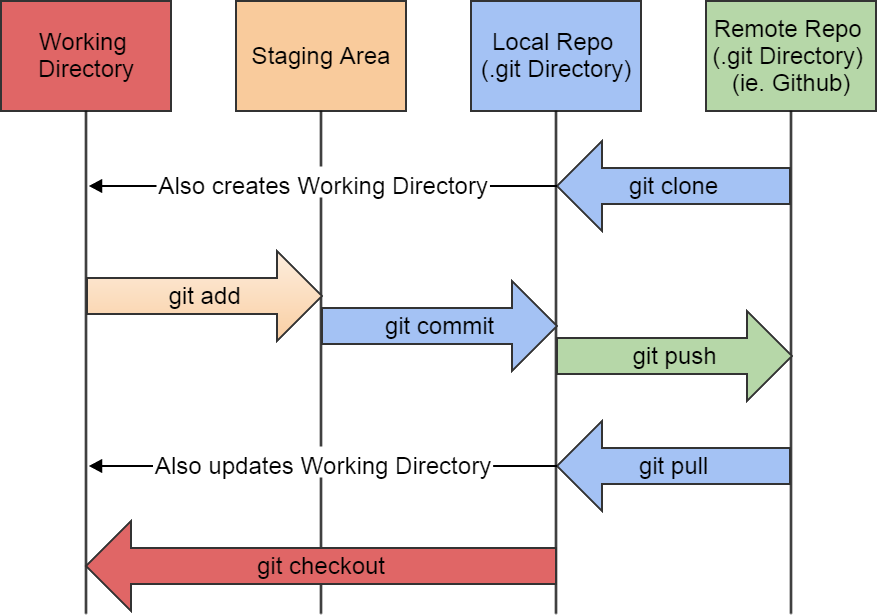 Working
Directory
Staging Area
Local Repo
(.git Directory)
Remote Repo
(.git Directory)
(ie. Github)
Also creates Working Directory
git clone
git add
git commit
git push
Also updates Working Directory
git pull
git checkout